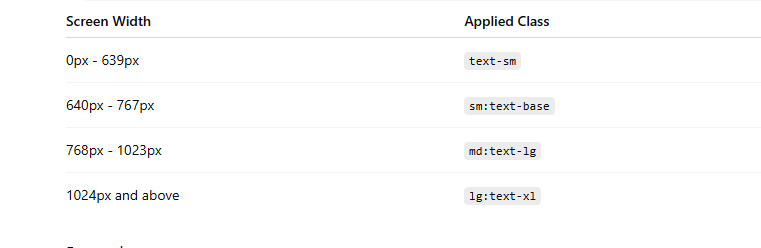 Screen Width Applied Class
0px - 639px text-sm
640px - 767px sm:text-base
768px - 1023px md:text-lg
1024px and above lg:text-xl